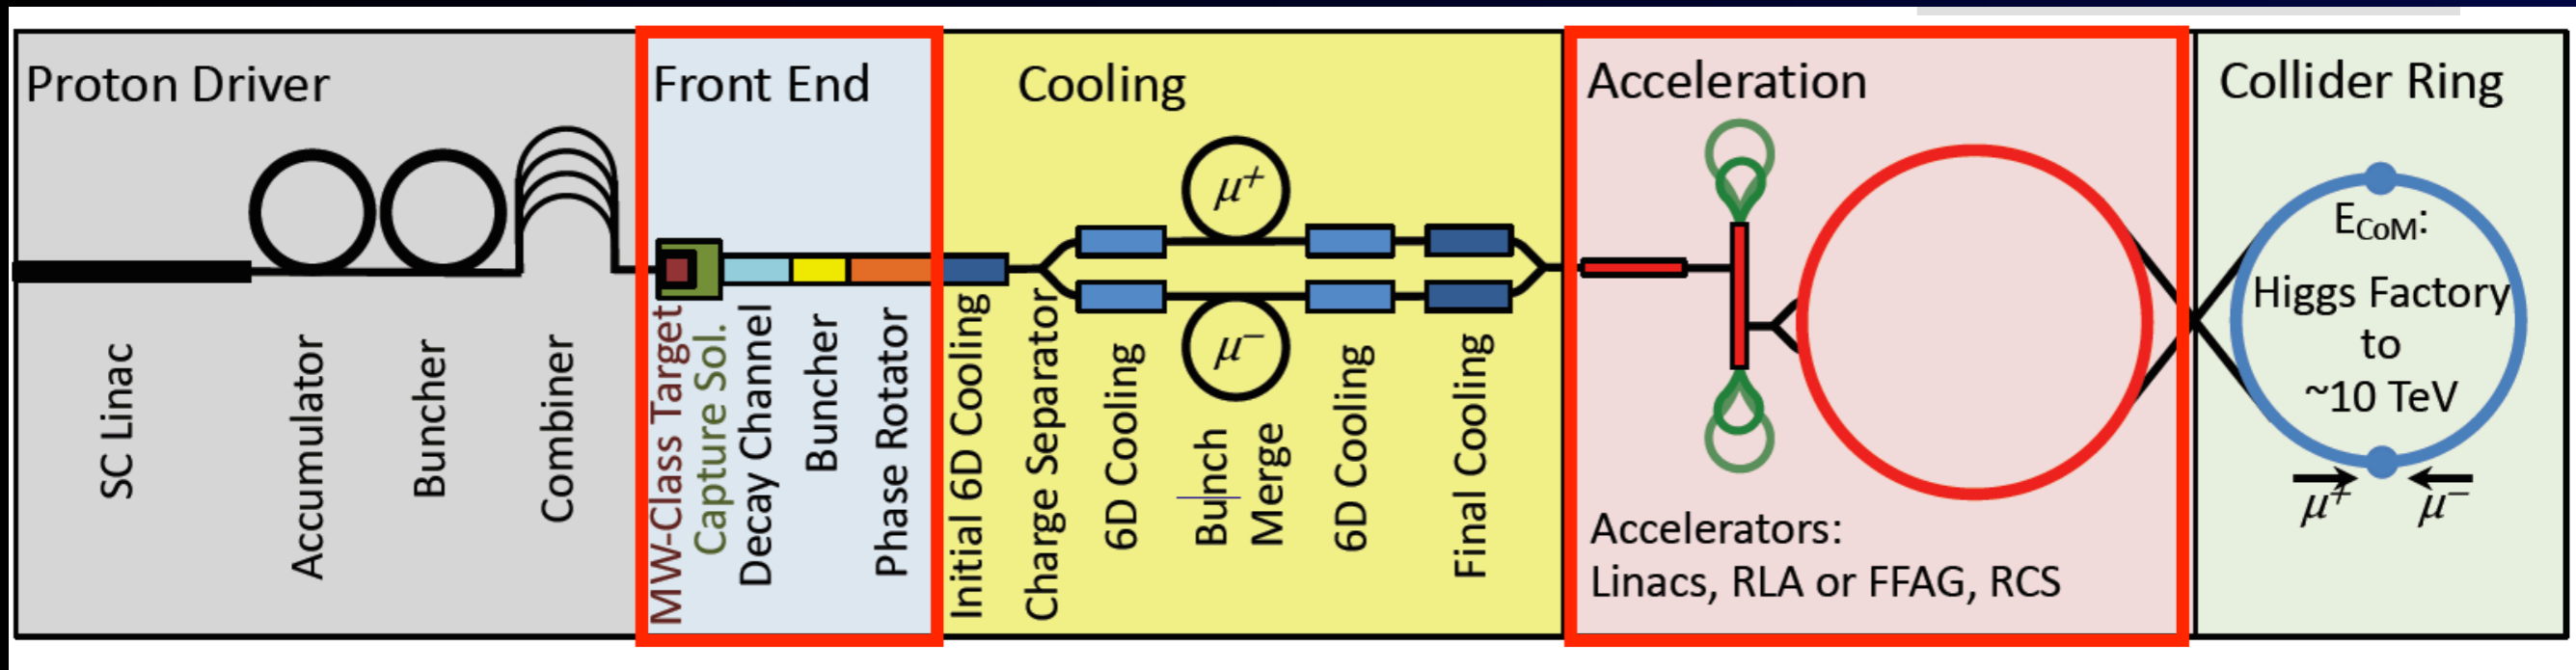 Proton Driver
SC Linac
Accumulator
Buncher
Combiner
Front End
MW-Class Target
Capture Sol.
Decay Channel
Buncher
Phase Rotator
Cooling
μ+
μ−
Initial 6D Cooling
Charge Separator
6D Cooling
Bunch
Merge
6D Cooling
Final Cooling
Acceleration
Accelerators:
Linacs, RLA or FFAG, RCS
Collider Ring
ECoM:
Higgs Factory
to
~10 TeV
μ+ μ−